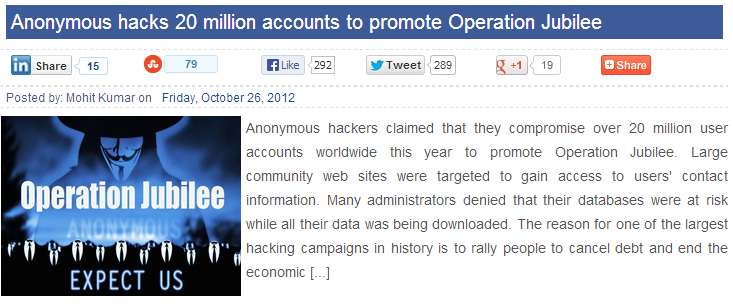 Anonymous hacks 20 million accounts to promote Operation Jubilee
in Share 15 79 Like 292 Tweet 289 +1 19 Share
Posted by: Mohit Kumar on Friday, October 26, 2012
Operation Jubilee
ANONYMOUS
EXPECT US
Anonymous hackers claimed that they compromise over 20 million user
accounts worldwide this year to promote Operation Jubilee. Large
community web sites were targeted to gain access to users' contact
information. Many administrators denied that their databases were at risk
while all their data was being downloaded. The reason for one of the largest
hacking campaigns in history is to rally people to cancel debt and end the
economic [...]